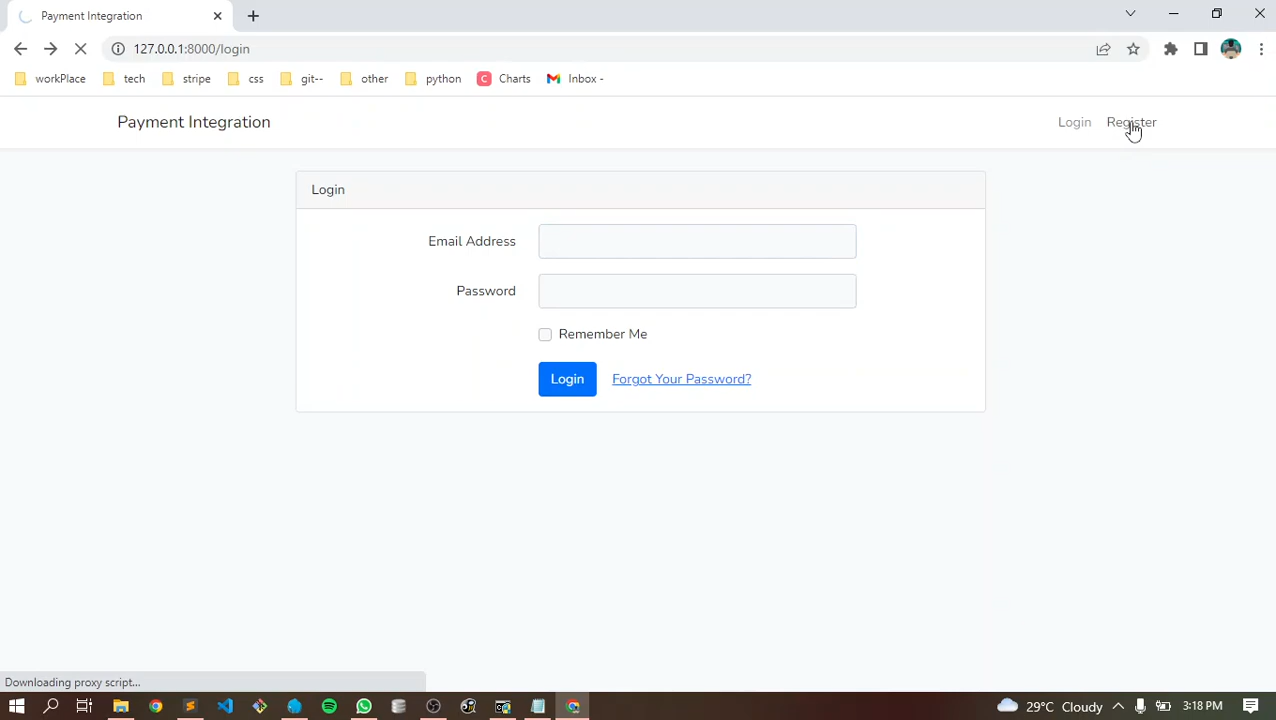 Payment Integration
127.0.0.1:8000/login
workPlace tech stripe css git-- other python C Charts Inbox -
Payment Integration Login Register
Login
Email Address
Password
Remember Me
Login Forgot Your Password?
Downloading proxy script...
29°C Cloudy 3:18 PM